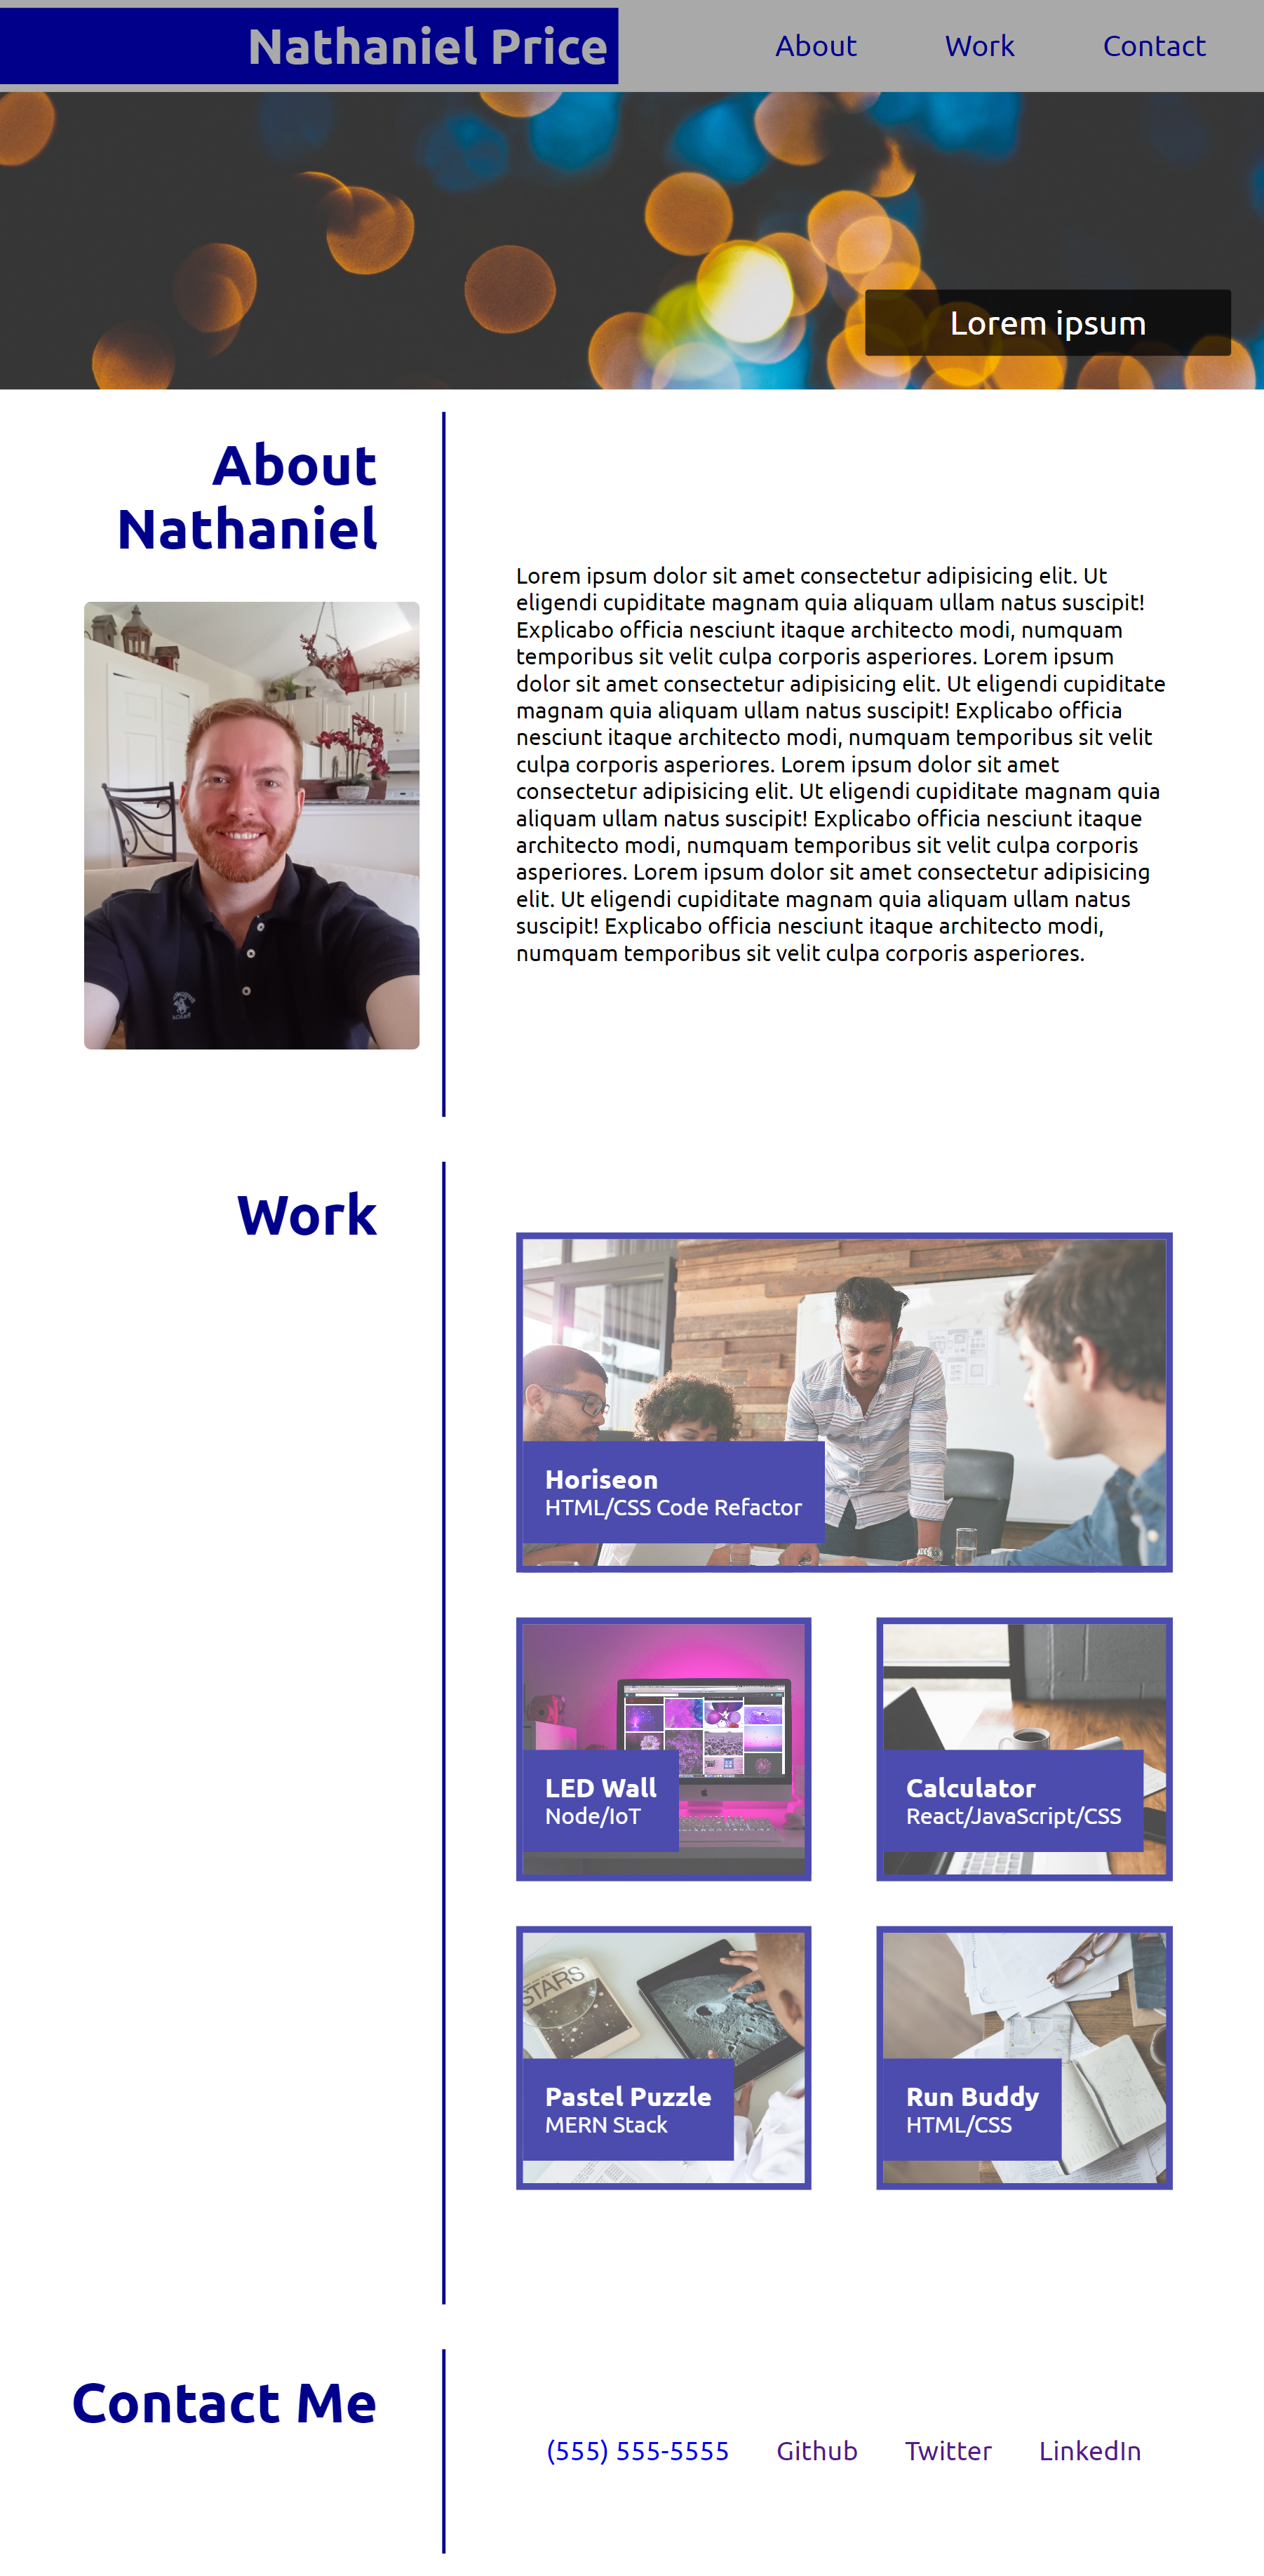 Nathaniel Price
About
Work
Contact
Lorem ipsum
About
Nathaniel
Lorem ipsum dolor sit amet consectetur adipisicing elit. Ut
eligendi cupiditate magnam quia aliquam ullam natus suscipit!
Explicabo officia nesciunt itaque architecto modi, numquam
temporibus sit velit culpa corporis asperiores. Lorem ipsum
dolor sit amet consectetur adipisicing elit. Ut eligendi cupiditate
magnam quia aliquam ullam natus suscipit! Explicabo officia
nesciunt itaque architecto modi, numquam temporibus sit velit
culpa corporis asperiores. Lorem ipsum dolor sit amet
consectetur adipisicing elit. Ut eligendi cupiditate magnam quia
aliquam ullam natus suscipit! Explicabo officia nesciunt itaque
architecto modi, numquam temporibus sit velit culpa corporis
asperiores. Lorem ipsum dolor sit amet consectetur adipisicing
elit. Ut eligendi cupiditate magnam quia aliquam ullam natus
suscipit! Explicabo officia nesciunt itaque architecto modi,
numquam temporibus sit velit culpa corporis asperiores.
Work
Horiseon
HTML/CSS Code Refactor
LED Wall
Node/IoT
Calculator
React/JavaScript/CSS
STARS
Pastel Puzzle
MERN Stack
Run Buddy
HTML/CSS
Contact Me
(555) 555-5555
Github
Twitter
LinkedIn